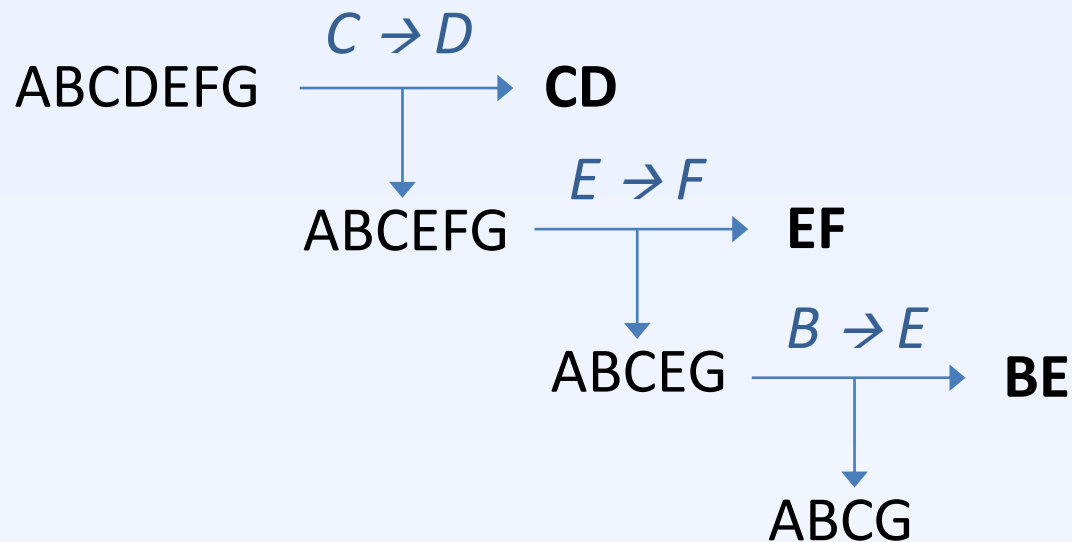 C → D
ABCDEFG CD
E → F
ABCEFG EF
B → E
ABCEG BE
ABCG